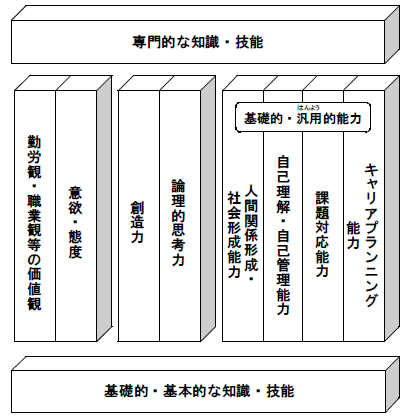 専門的な知識・技能
勤労観・職業観等の価値観
意欲・態度
創造力
論理的思考力
はんよう
基礎的・汎用的能力
人間関係形成・
社会形成能力
自己理解・自己管理能力
課題対応能力
キャリアプランニング
能力
基礎的・基本的な知識・技能